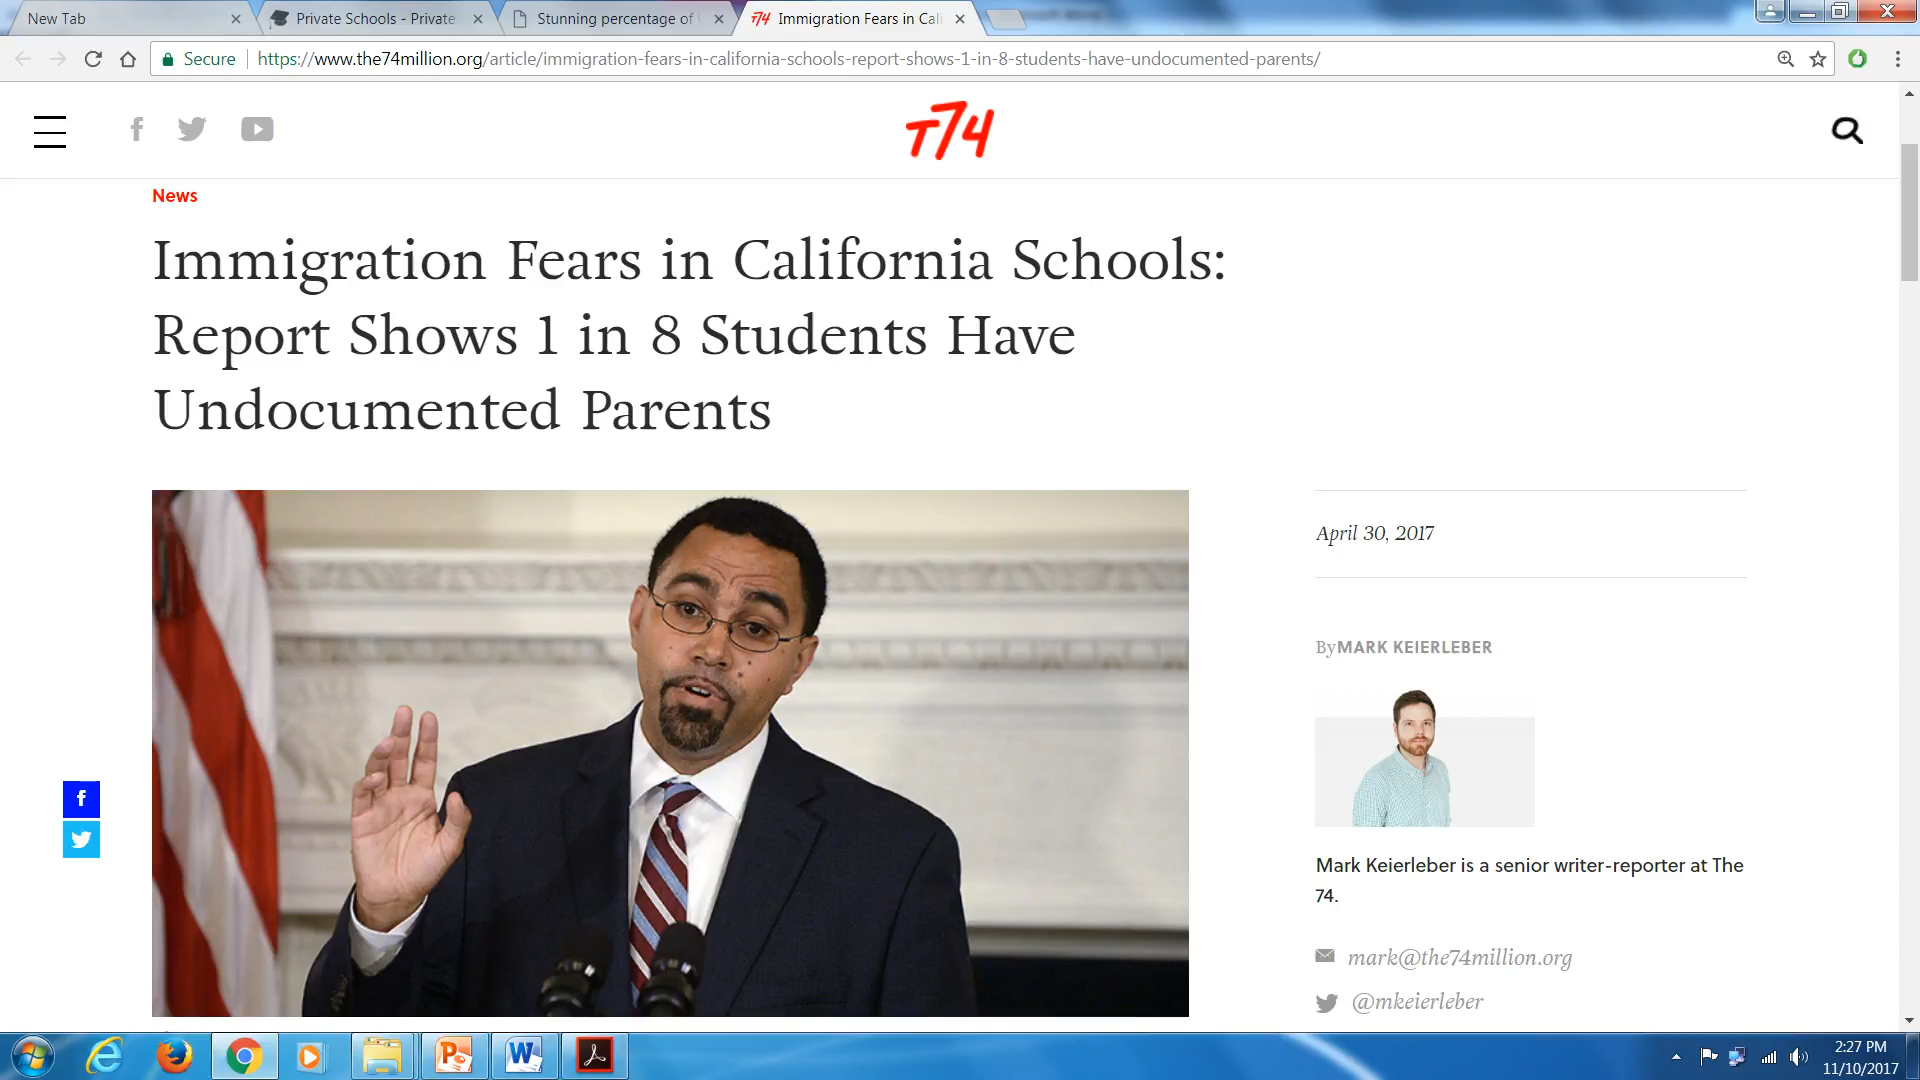 New Tab
Private Schools - Private
Stunning percentage of
T74 Immigration Fears in Cali
Secure
https://www.the74million.org/article/immigration-fears-in-california-schools-report-shows-1-in-8-students-have-undocumented-parents/
T74
News
Immigration Fears in California Schools:
Report Shows 1 in 8 Students Have
Undocumented Parents
April 30, 2017
By MARK KEIERLEBER
Mark Keierleber is a senior writer-reporter at The
74.
mark@the74million.org
@mkeierleber
2:27 PM
11/10/2017